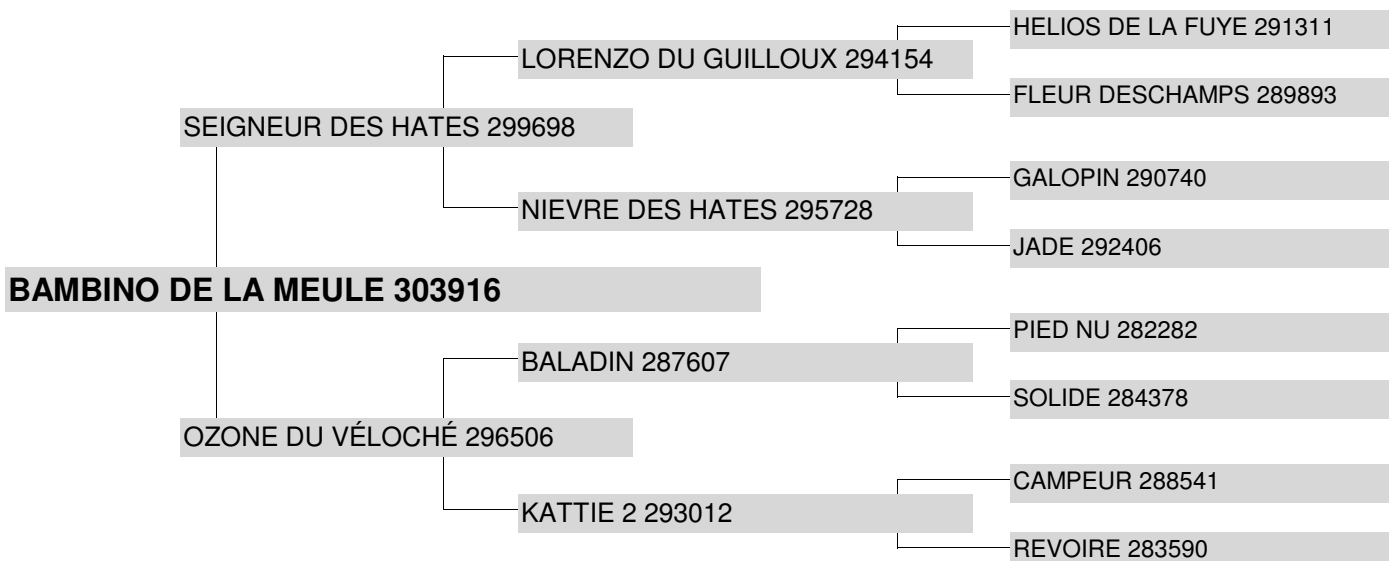 HELIOS DE LA FUYE 291311
LORENZO DU GUILLOUX 294154
FLEUR DESCHAMPS 289893
SEIGNEUR DES HATES 299698
GALOPIN 290740
NIEVRE DES HATES 295728
JADE 292406
BAMBINO DE LA MEULE 303916
PIED NU 282282
BALADIN 287607
SOLIDE 284378
OZONE DU VÉLOCHÉ 296506
CAMPEUR 288541
KATTIE 2 293012
REVOIRE 283590